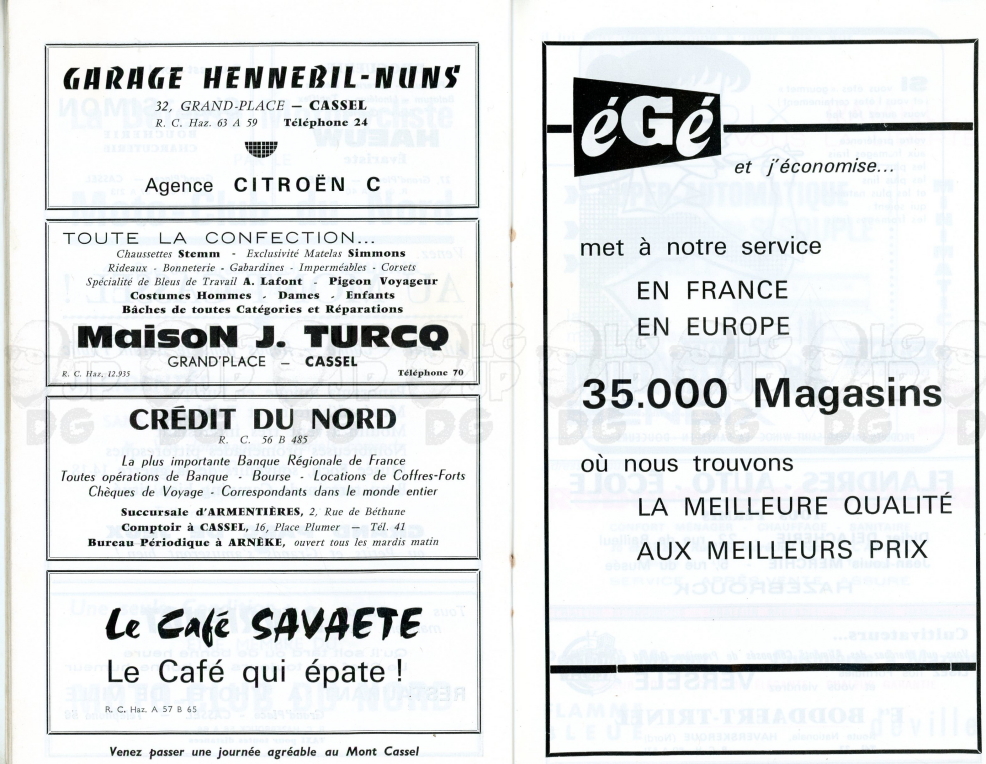 GARAGE HENNEBIL-NUNS
32, GRAND-PLACE — CASSEL
R. C. Haz. 63 A 59 Téléphone 24
Agence CITROËN C
TOUTE LA CONFECTION...
Chaussettes Stemm - Exclusivité Matelas Simmons
Rideaux - Bonneterie - Gabardines - Imperméables - Corsets
Spécialité de Bleus de Travail A. Lafont - Pigeon Voyageur
Costumes Hommes - Dames - Enfants
Bâches de toutes Catégories et Réparations
MaisoN J. TURCQ
GRAND'PLACE — CASSEL
R. C. Haz, 12.935 Téléphone 70
CRÉDIT DU NORD
R. C. 56 B 485
La plus importante Banque Régionale de France
Toutes opérations de Banque - Bourse - Locations de Coffres-Forts
Chèques de Voyage - Correspondants dans le monde entier
Succursale d'ARMENTIÈRES, 2, Rue de Béthune
Comptoir à CASSEL, 16, Place Plumer — Tél. 41
Bureau Périodique à ARNÈKE, ouvert tous les mardis matin
Le Café SAVAETE
Le Café qui épate !
R. C. Haz. A 57 B 65
Venez passer une journée agréable au Mont Cassel
éGé
et j'économise...
met à notre service
EN FRANCE
EN EUROPE
35.000 Magasins
où nous trouvons
LA MEILLEURE QUALITÉ
AUX MEILLEURS PRIX